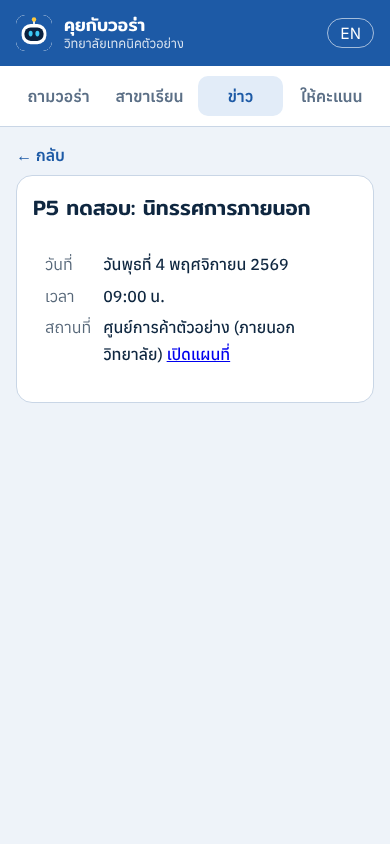 คุยกับวอร่า
วิทยาลัยเทคนิคตัวอย่าง
EN
ถามวอร่า
สาขาเรียน
ข่าว
ให้คะแนน
← กลับ
P5 ทดสอบ: นิทรรศการภายนอก
วันที่ วันพุธที่ 4 พฤศจิกายน 2569
เวลา 09:00 น.
สถานที่ ศูนย์การค้าตัวอย่าง (ภายนอก
วิทยาลัย) เปิดแผนที่